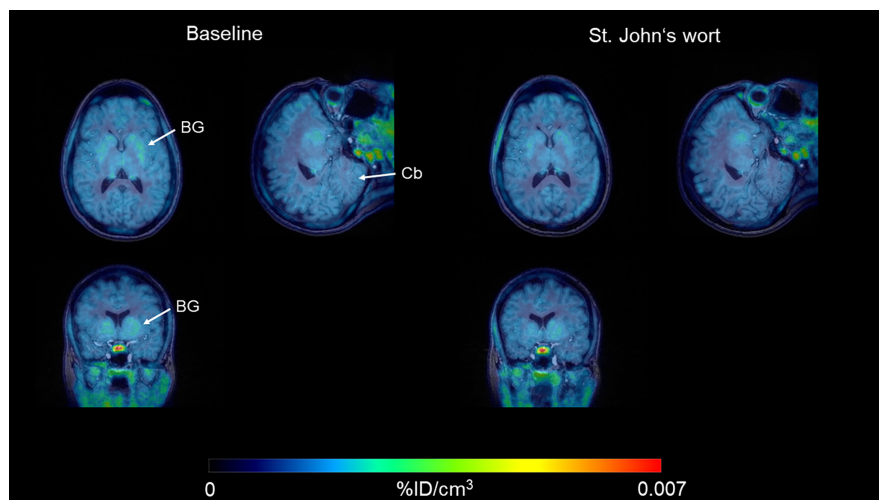 Baseline
St. John‘s wort
BG
Cb
BG
0
%ID/cm³
0.007